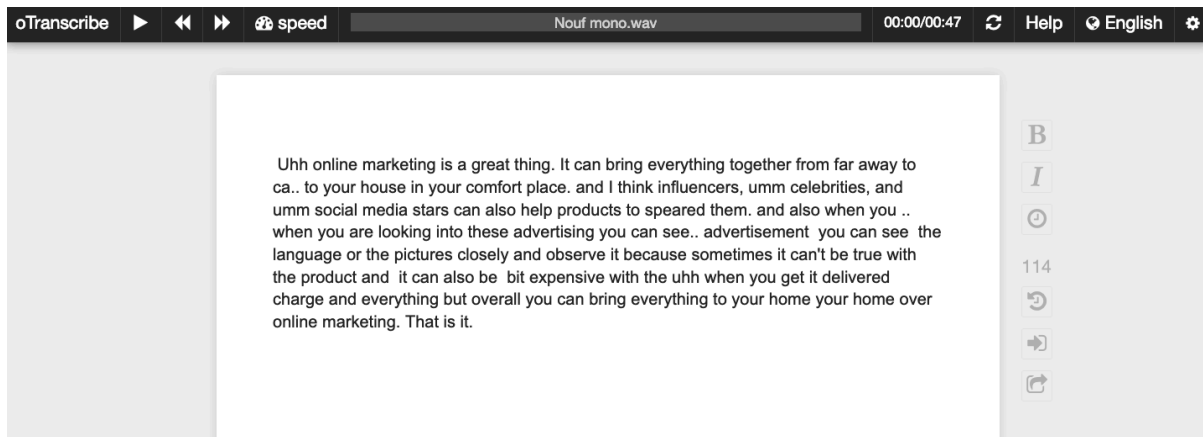 oTranscribe speed Nouf mono.wav 00:00/00:47 Help English
Uhh online marketing is a great thing. It can bring everything together from far away to
ca.. to your house in your comfort place. and I think influencers, umm celebrities, and
umm social media stars can also help products to speared them. and also when you ..
when you are looking into these advertising you can see.. advertisement  you can see  the
language or the pictures closely and observe it because sometimes it can't be true with
the product and  it can also be  bit expensive with the uhh when you get it delivered
charge and everything but overall you can bring everything to your home your home over
online marketing. That is it.
B
I
114